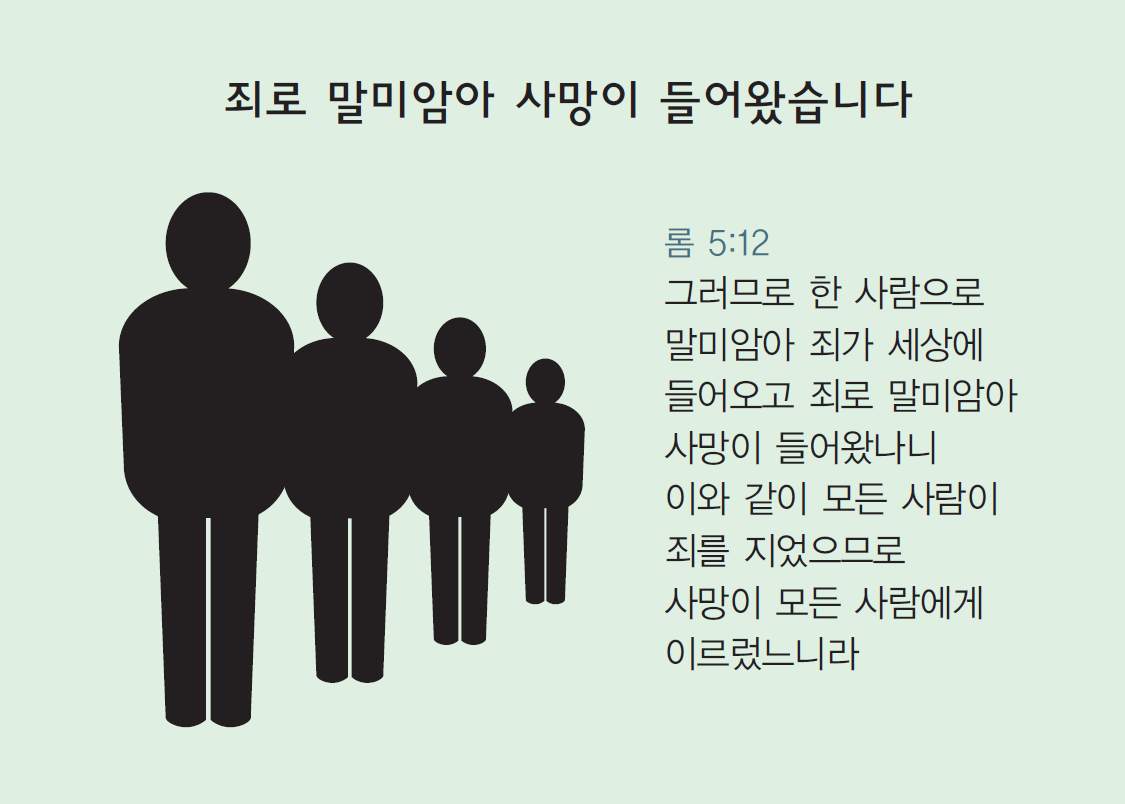 죄로 말미암아 사망이 들어왔습니다
롬 5:12
그러므로 한 사람으로
말미암아 죄가 세상에
들어오고 죄로 말미암아
사망이 들어왔나니
이와 같이 모든 사람이
죄를 지었으므로
사망이 모든 사람에게
이르렀느니라